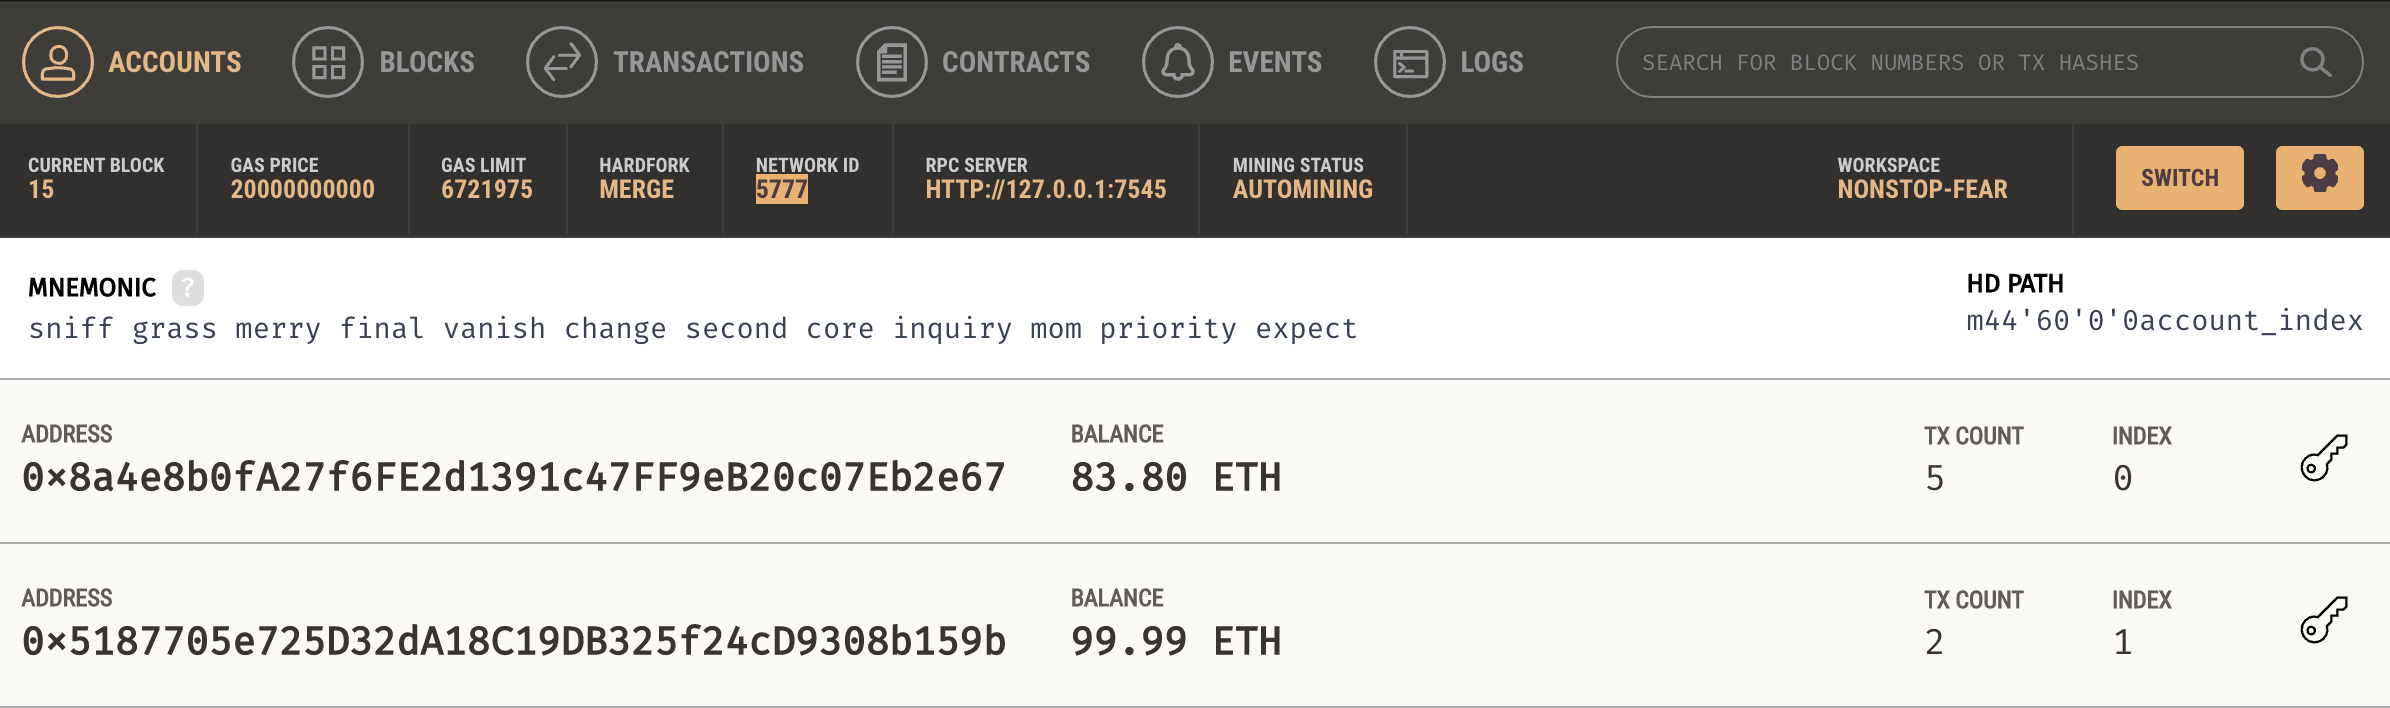 ACCOUNTS BLOCKS TRANSACTIONS CONTRACTS EVENTS LOGS SEARCH FOR BLOCK NUMBERS OR TX HASHES
CURRENT BLOCK GAS PRICE GAS LIMIT HARDFORK NETWORK ID RPC SERVER MINING STATUS WORKSPACE
15 20000000000 6721975 MERGE 5777 HTTP://127.0.0.1:7545 AUTOMINING NONSTOP-FEAR SWITCH
MNEMONIC ? HD PATH
sniff grass merry final vanish change second core inquiry mom priority expect m44'60'0'0account_index
ADDRESS BALANCE TX COUNT INDEX
0×8a4e8b0fA27f6FE2d1391c47FF9eB20c07Eb2e67 83.80 ETH 5 0
ADDRESS BALANCE TX COUNT INDEX
0×5187705e725D32dA18C19DB325f24cD9308b159b 99.99 ETH 2 1